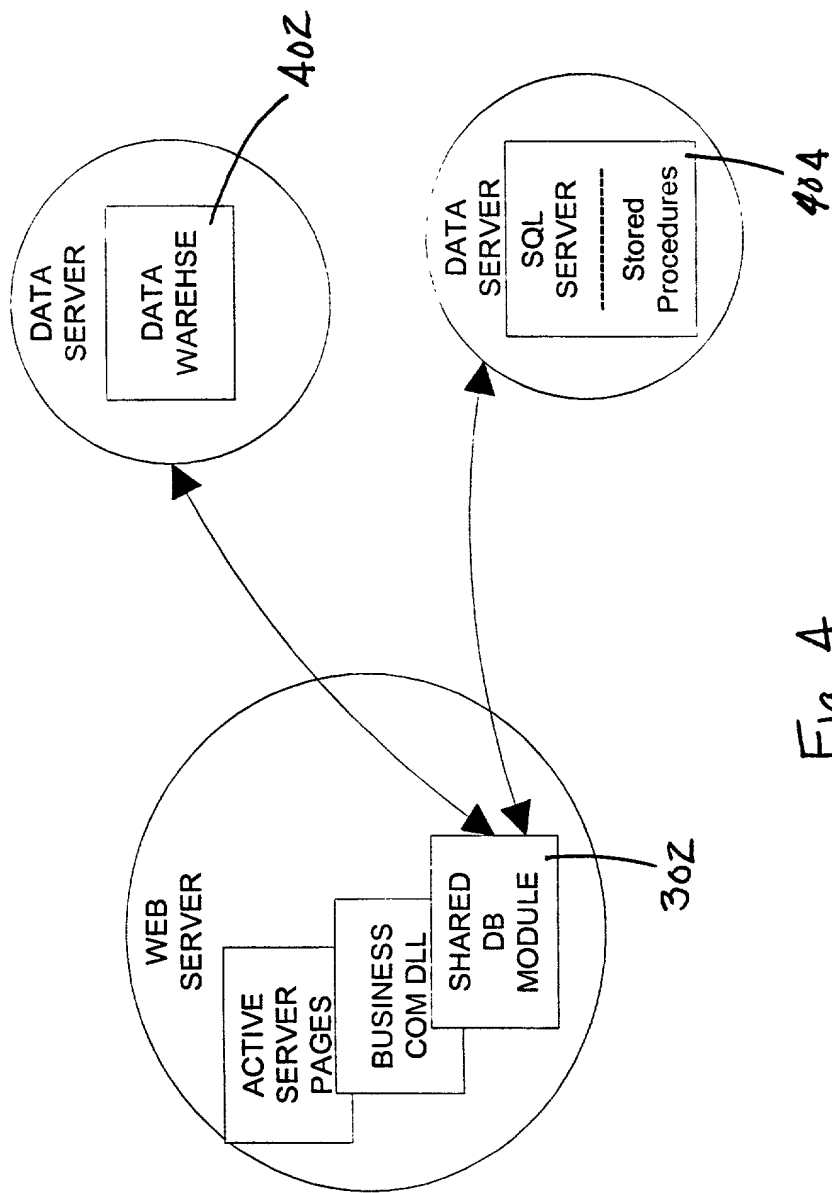 WEB
SERVER
ACTIVE
SERVER
PAGES
BUSINESS
COM DLL
SHARED
DB
MODULE
302
DATA
SERVER
DATA
WAREHSE
402
DATA
SERVER
SQL
SERVER
Stored
Procedures
404
Fig. 4